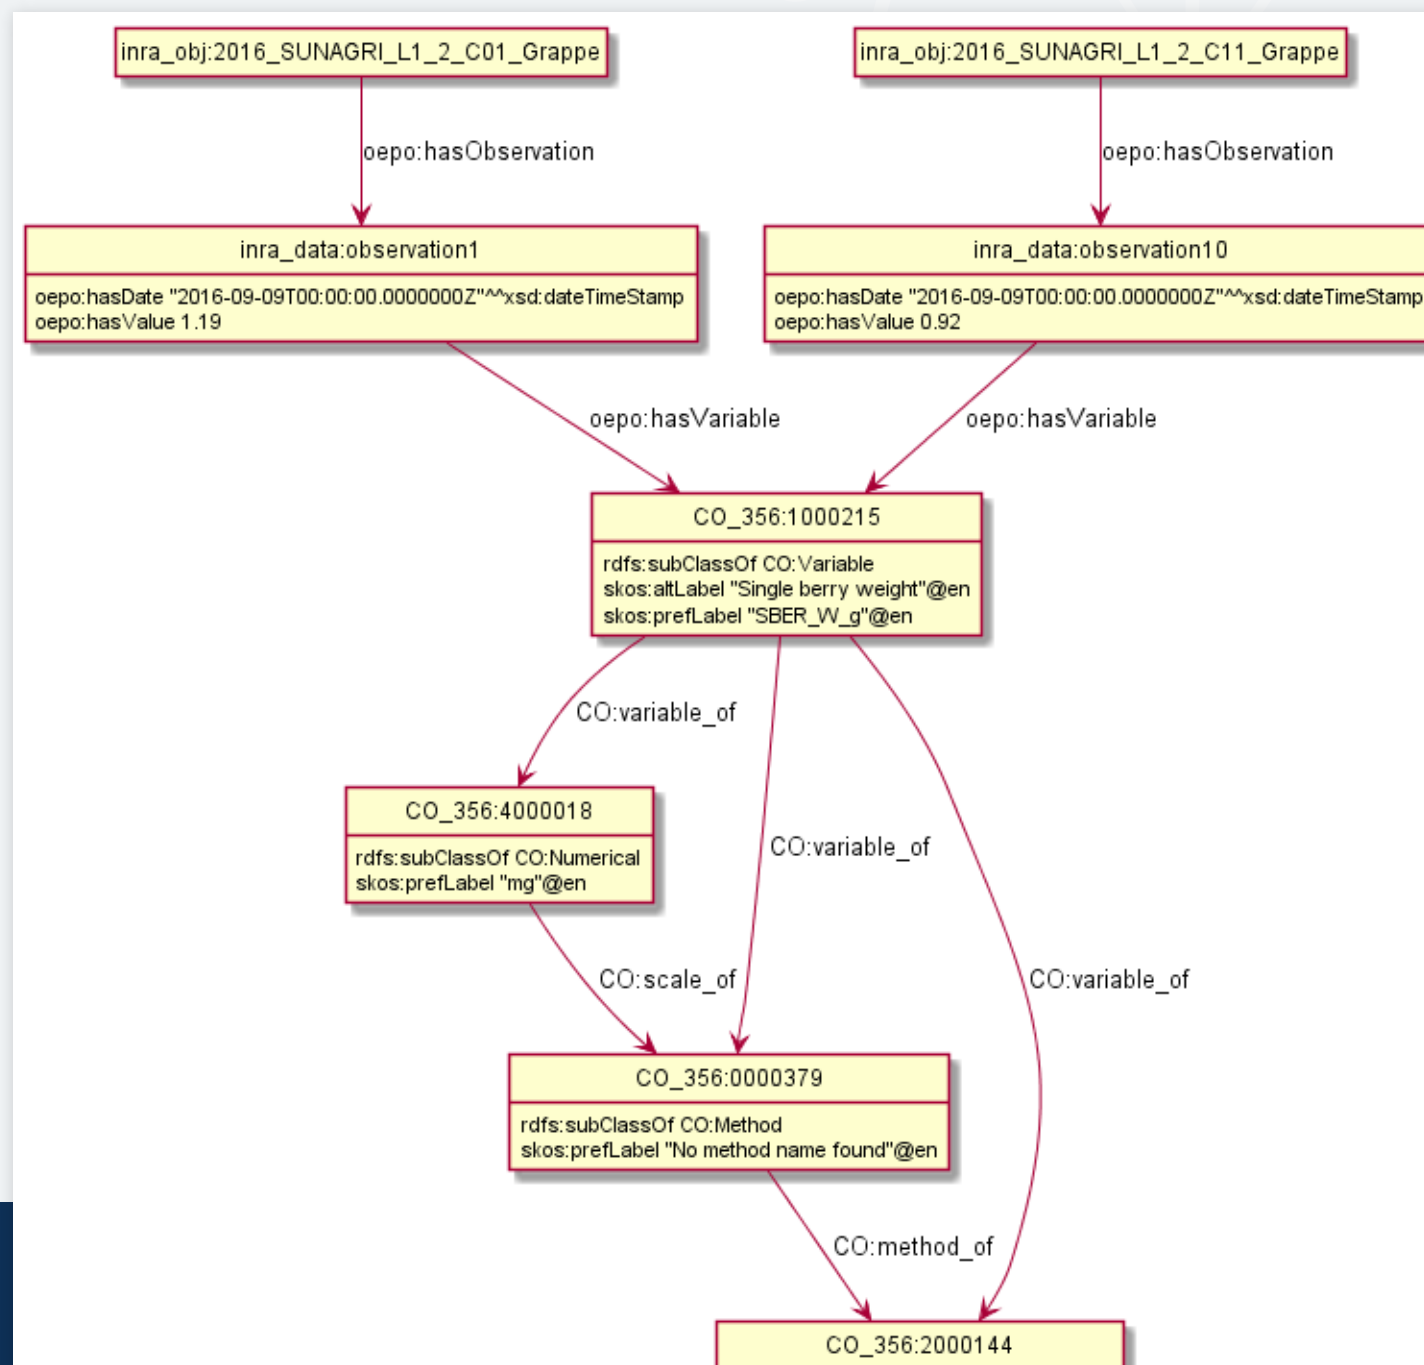 inra_obj:2016_SUNAGRI_L1_2_C01_Grappe
inra_obj:2016_SUNAGRI_L1_2_C11_Grappe
oepo:hasObservation
oepo:hasObservation
inra_data:observation1
oepo:hasDate "2016-09-09T00:00:00.0000000Z"^^xsd:dateTimeStamp
oepo:hasValue 1.19
inra_data:observation10
oepo:hasDate "2016-09-09T00:00:00.0000000Z"^^xsd:dateTimeStamp
oepo:hasValue 0.92
oepo:hasVariable
oepo:hasVariable
CO_356:1000215
rdfs:subClassOf CO:Variable
skos:altLabel "Single berry weight"@en
skos:prefLabel "SBER_W_g"@en
CO:variable_of
CO_356:4000018
rdfs:subClassOf CO:Numerical
skos:prefLabel "mg"@en
CO:variable_of
CO:scale_of
CO:variable_of
CO_356:0000379
rdfs:subClassOf CO:Method
skos:prefLabel "No method name found"@en
CO:method_of
CO_356:2000144